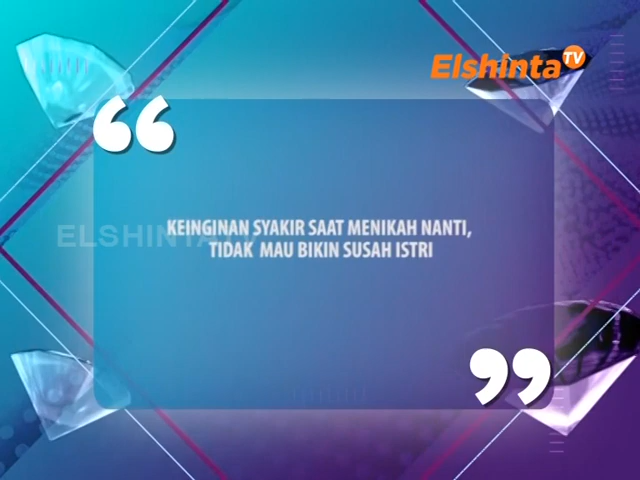 Elshinta TV
KEINGINAN SYAKIR SAAT MENIKAH NANTI,
ELSHINTA
TIDAK MAU BIKIN SUSAH ISTRI